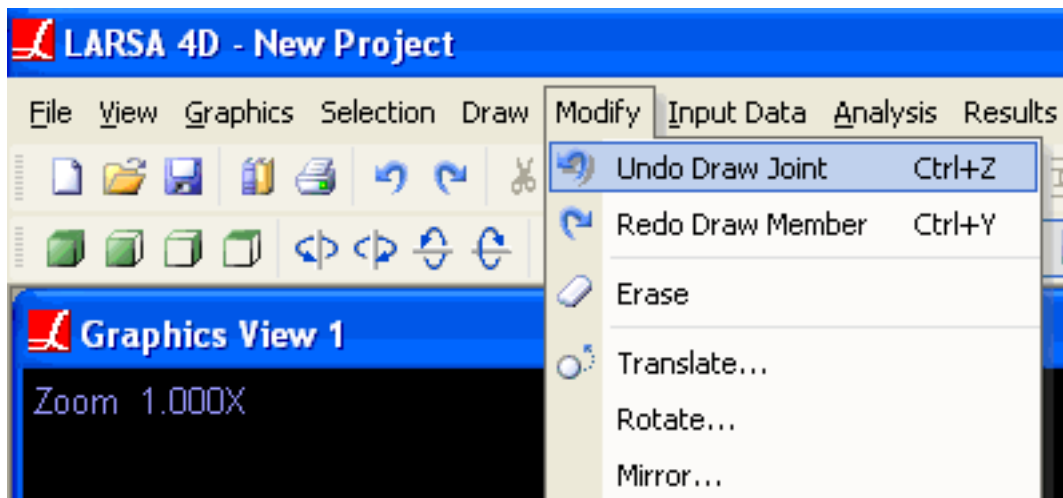 LARSA 4D - New Project
File View Graphics Selection Draw Modify Input Data Analysis Results
Undo Draw Joint Ctrl+Z
Redo Draw Member Ctrl+Y
Erase
Graphics View 1
Translate...
Zoom 1.000X
Rotate...
Mirror...